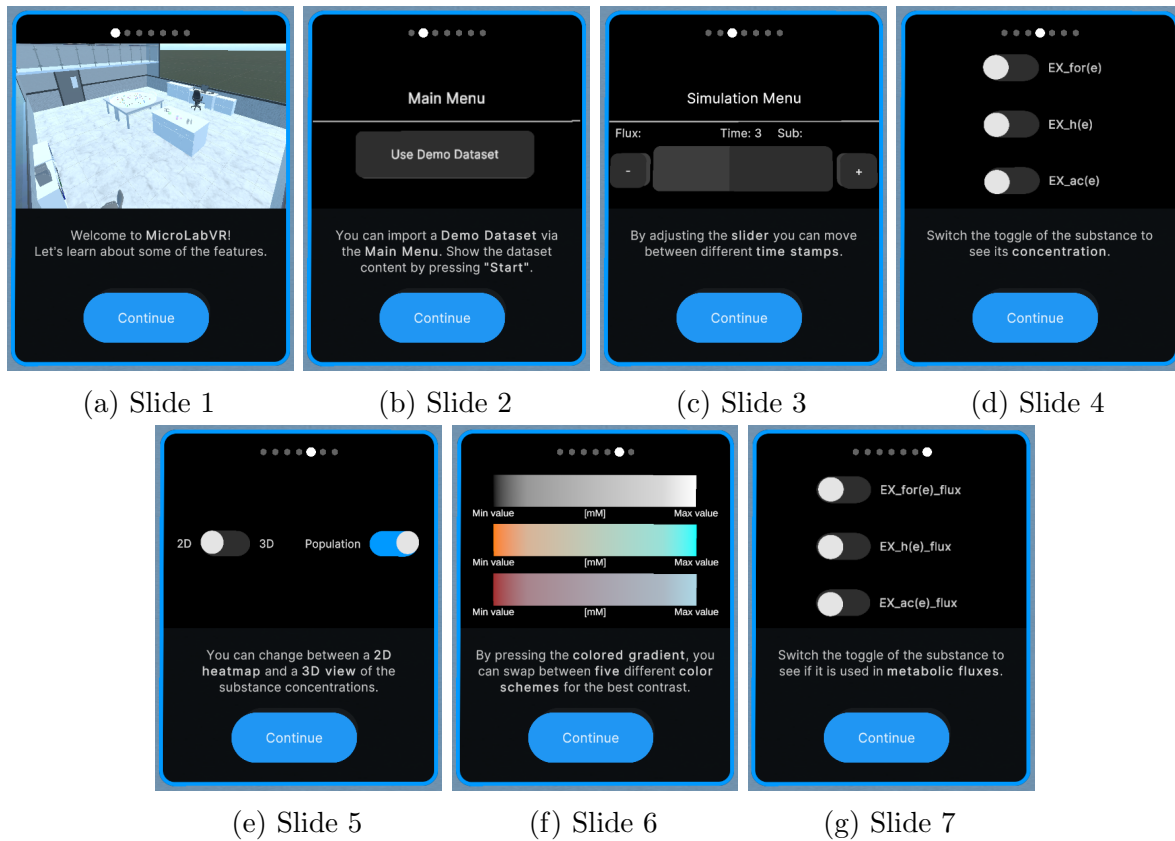 Welcome to MicroLabVR!
Let's learn about some of the features.
Continue
(a) Slide 1
Main Menu
Use Demo Dataset
You can import a Demo Dataset via
the Main Menu. Show the dataset
content by pressing "Start".
Continue
(b) Slide 2
Simulation Menu
Flux: Time: 3 Sub:
- +
By adjusting the slider you can move
between different time stamps.
Continue
(c) Slide 3
EX_for(e)
EX_h(e)
EX_ac(e)
Switch the toggle of the substance to
see its concentration.
Continue
(d) Slide 4
2D 3D Population
You can change between a 2D
heatmap and a 3D view of the
substance concentrations.
Continue
(e) Slide 5
Min value [mM] Max value
Min value [mM] Max value
Min value [mM] Max value
By pressing the colored gradient, you
can swap between five different color
schemes for the best contrast.
Continue
(f) Slide 6
EX_for(e)_flux
EX_h(e)_flux
EX_ac(e)_flux
Switch the toggle of the substance to
see if it is used in metabolic fluxes.
Continue
(g) Slide 7